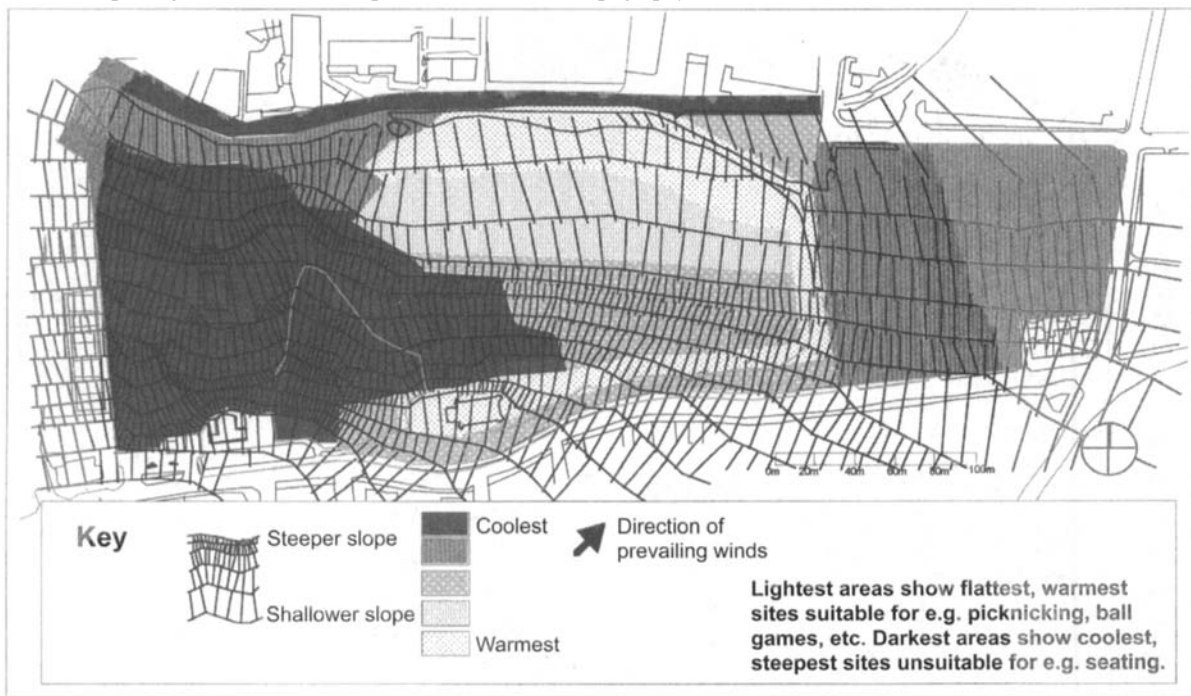 0m 20m 40m 60m 80m 100m
Key
Steeper slope
Shallower slope
Coolest
Warmest
Direction of
prevailing winds
Lightest areas show flattest, warmest
sites suitable for e.g. picknicking, ball
games, etc. Darkest areas show coolest,
steepest sites unsuitable for e.g. seating.